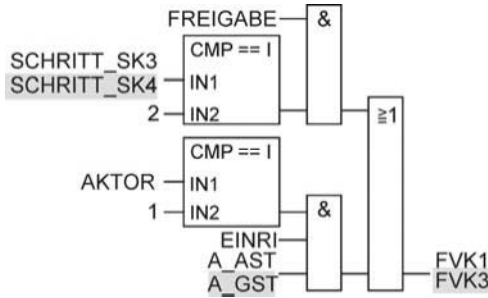 FREIGABE
&
CMP == I
SCHRITT_SK3
SCHRITT_SK4
IN1
2
IN2
≧1
CMP == I
AKTOR
IN1
1
IN2
&
EINRI
A_AST
A_GST
FVK1
FVK3